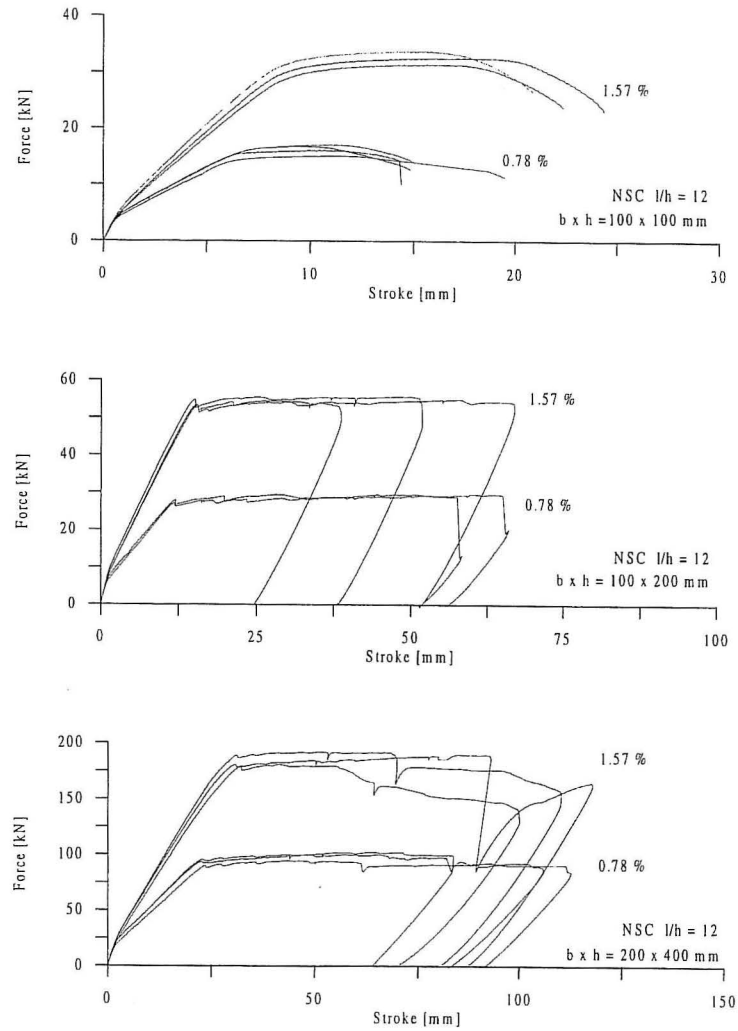 40
1.57 %
Force [kN]
20
0.78 %
NSC l/h = 12
b x h =100 x 100 mm
0
0
10
20
30
Stroke [mm]
60
1.57 %
40
Force [kN]
0.78 %
20
NSC l/h = 12
b x h = 100 x 200 mm
0
0
25
50
75
100
Stroke [mm]
200
1.57 %
150
Force [kN]
100
0.78 %
50
NSC l/h = 12
b x h = 200 x 400 mm
0
0
50
100
150
Stroke [mm]